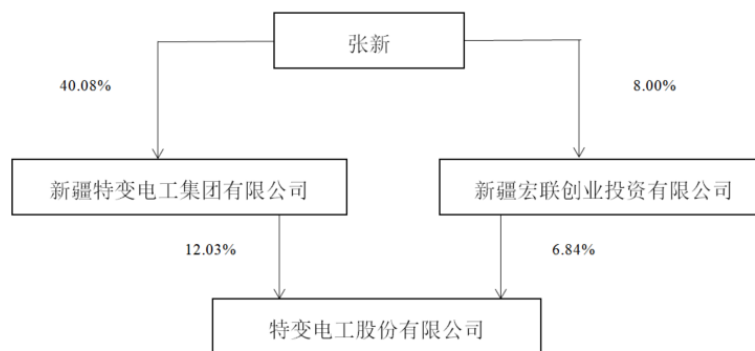 张新
40.08%
8.00%
新疆特变电工集团有限公司
新疆宏联创业投资有限公司
12.03%
6.84%
特变电工股份有限公司